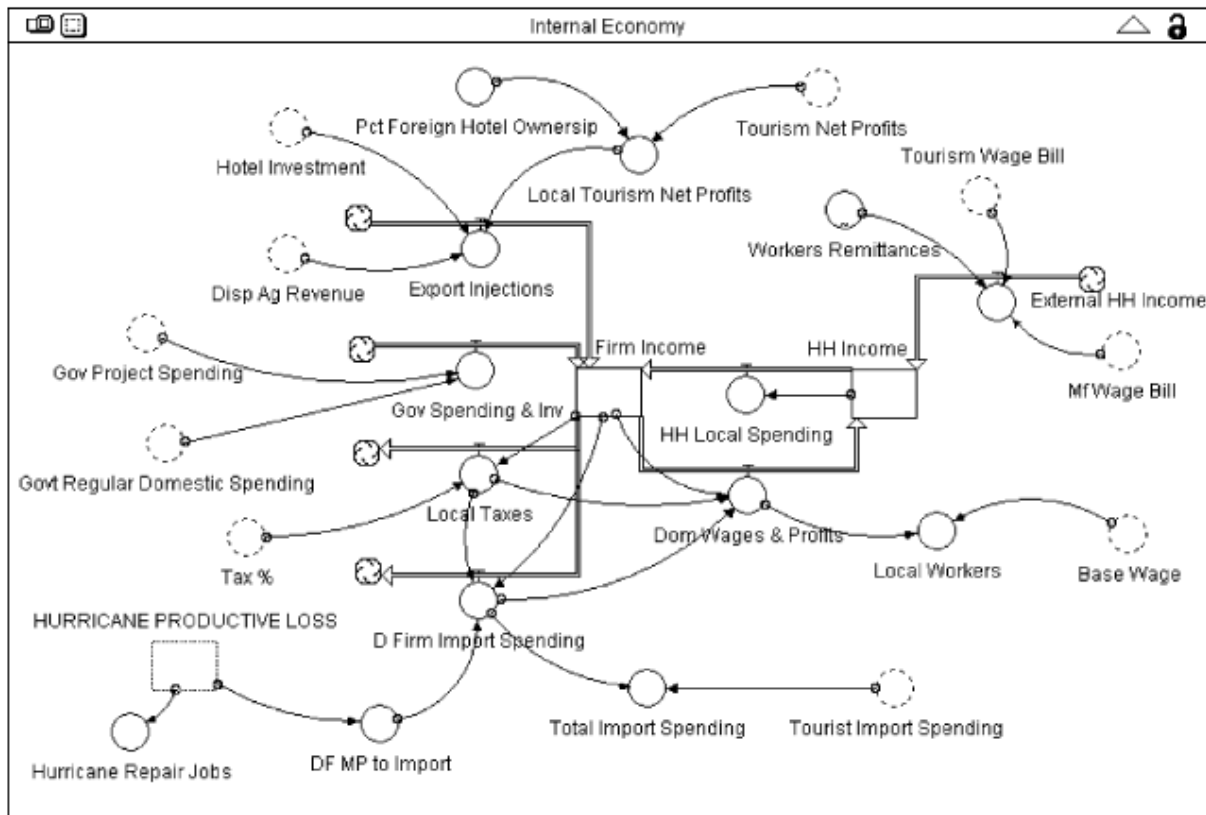 Internal Economy
Pct Foreign Hotel Ownersip
Tourism Net Profits
Hotel Investment
Tourism Wage Bill
Local Tourism Net Profits
Workers Remittances
Disp Ag Revenue
Export Injections
External HH Income
Firm Income
HH Income
Gov Project Spending
Mf Wage Bill
Gov Spending & Inv
HH Local Spending
Govt Regular Domestic Spending
Local Taxes
Dom Wages & Profits
Tax %
Local Workers
Base Wage
HURRICANE PRODUCTIVE LOSS
D Firm Import Spending
Total Import Spending
Tourist Import Spending
Hurricane Repair Jobs
DF MP to Import